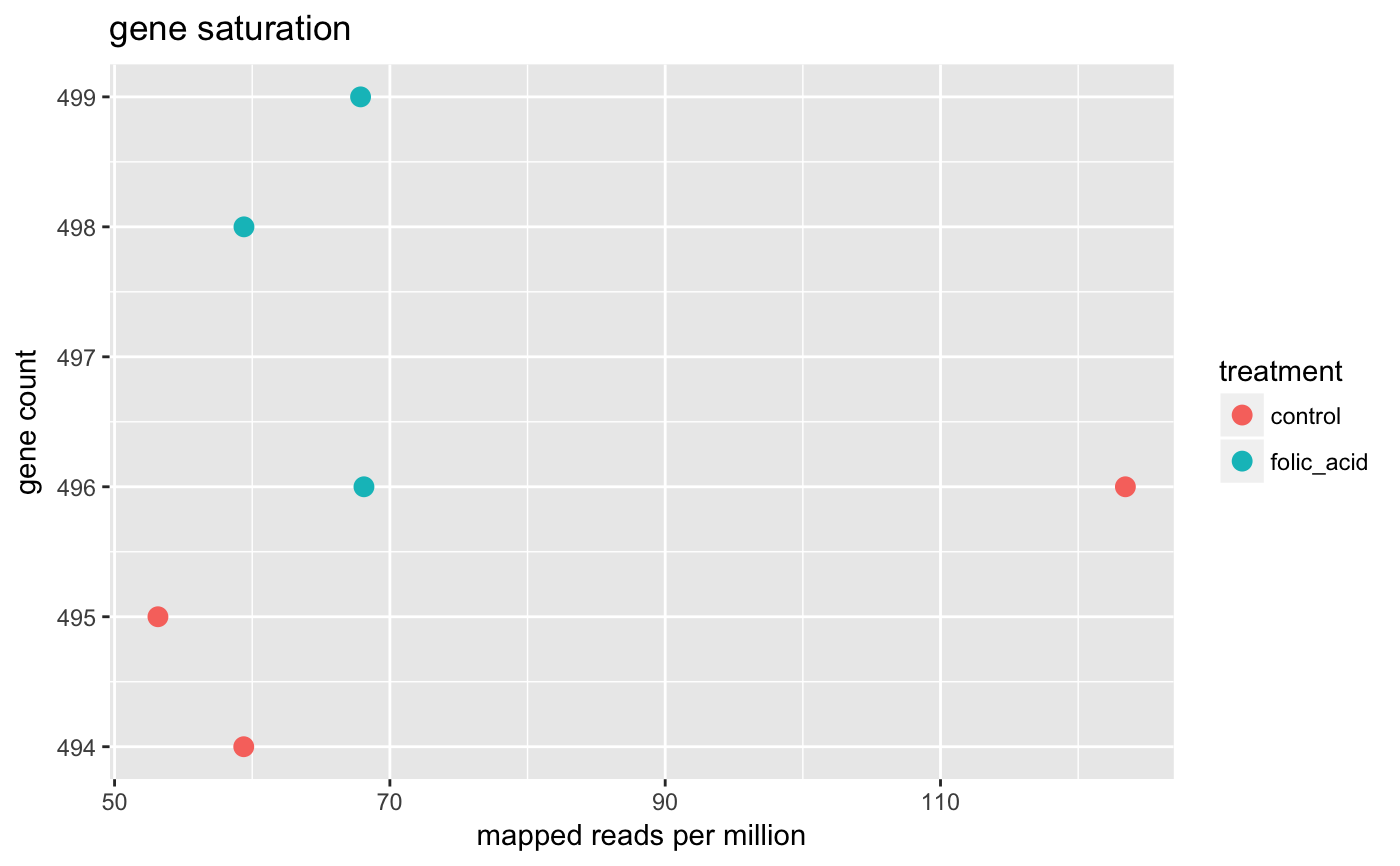 gene saturation
499
498
497
496
495
494
gene count
50 70 90 110
mapped reads per million
treatment
control
folic_acid